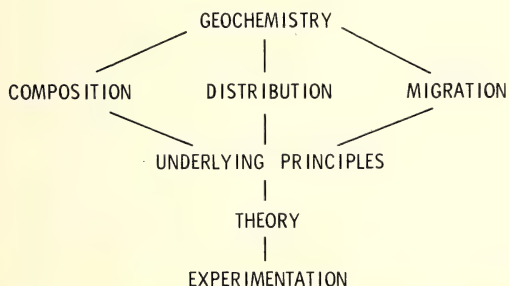 GEOCHEMISTRY
COMPOSITION DISTRIBUTION MIGRATION
UNDERLYING PRINCIPLES
THEORY
EXPERIMENTATION